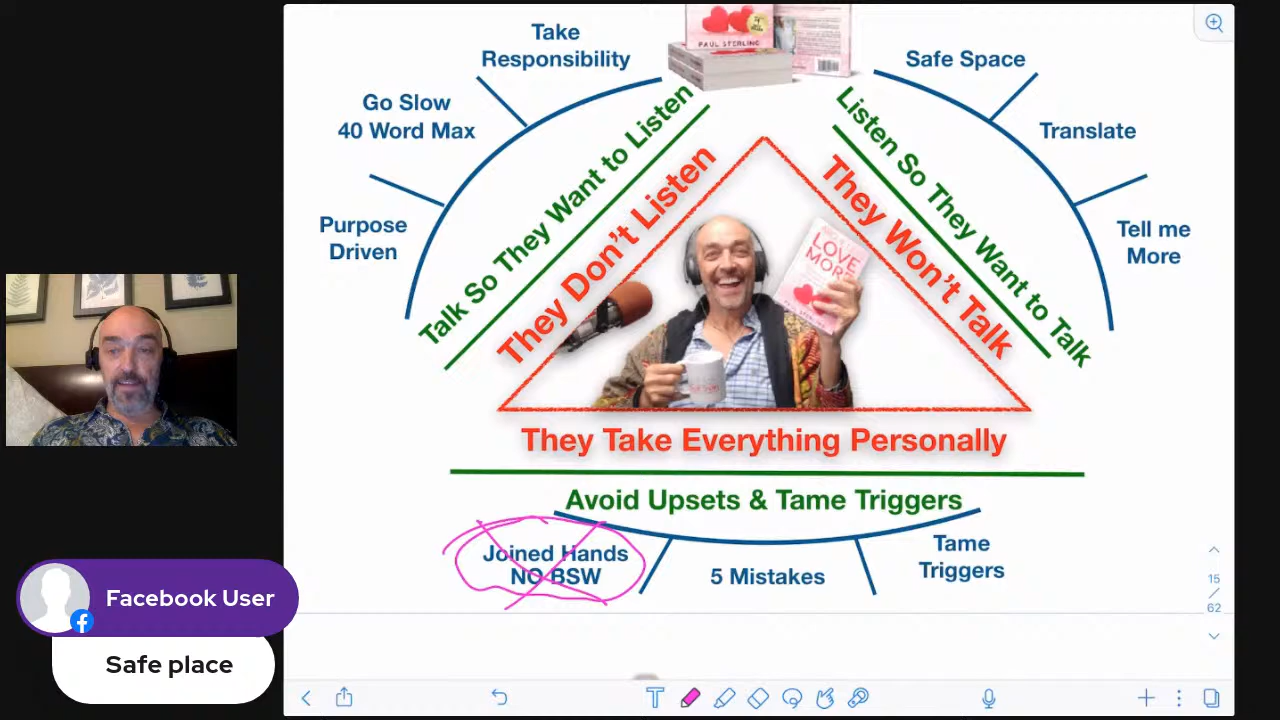 PAUL STERLING
Take
Responsibility
Go Slow
40 Word Max
Purpose
Driven
Safe Space
Translate
Tell me
More
Talk So They Want to Listen
They Don't Listen
They Won't Talk
Listen So They Want to Talk
LOVE
MORE
They Take Everything Personally
Avoid Upsets & Tame Triggers
Joined Hands
NO BSW
5 Mistakes
Tame
Triggers
15
/
62
Facebook User
Safe place
T